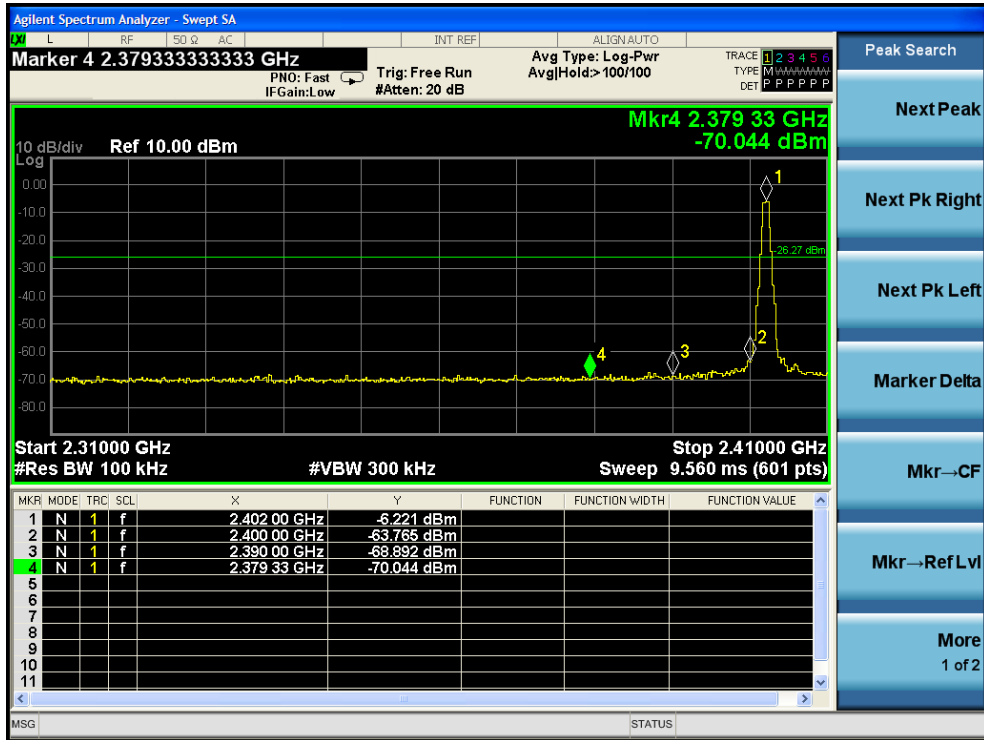 Agilent Spectrum Analyzer - Swept SA
LXI L RF 50 Ω AC INT REF ALIGN AUTO
Marker 4 2.379333333333 GHz
PNO: Fast
IFGain:Low
Trig: Free Run
#Atten: 20 dB
Avg Type: Log-Pwr
Avg|Hold:>100/100
TRACE 1 2 3 4 5 6
TYPE M
DET P P P P P P
Mkr4 2.379 33 GHz
-70.044 dBm
10 dB/div Ref 10.00 dBm
Log
0.00
-10.0
-20.0
-30.0
-40.0
-50.0
-60.0
-70.0
-80.0
1
-26.27 dBm
2
3
4
Start 2.31000 GHz Stop 2.41000 GHz
#Res BW 100 kHz #VBW 300 kHz Sweep 9.560 ms (601 pts)
MKR MODE TRC SCL X Y FUNCTION FUNCTION WIDTH FUNCTION VALUE
1 N 1 f 2.402 00 GHz -6.221 dBm
2 N 1 f 2.400 00 GHz -63.765 dBm
3 N 1 f 2.390 00 GHz -68.892 dBm
4 N 1 f 2.379 33 GHz -70.044 dBm
5
6
7
8
9
10
11
MSG STATUS
Peak Search
Next Peak
Next Pk Right
Next Pk Left
Marker Delta
Mkr→CF
Mkr→Ref Lvl
More
1 of 2